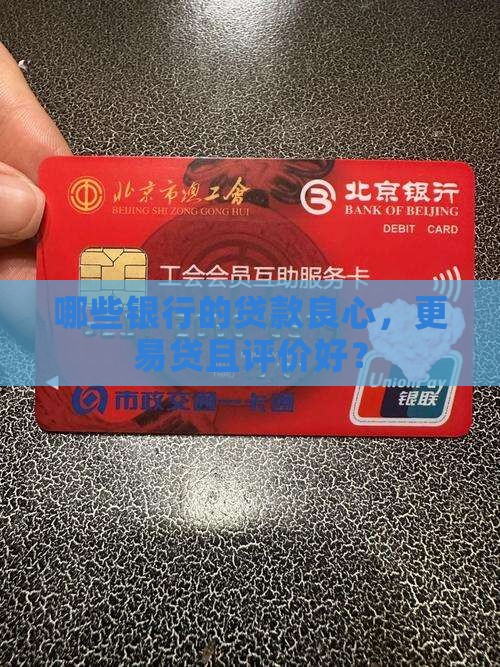 北京市总工会
BEIJING SHI ZONG GONG HUI
北京银行
BANK OF BEIJING
DEBIT CARD
工会会员互助服务卡
哪些银行的贷款良心，更
易贷且评价好？
市政交通一卡通
UnionPay
银联